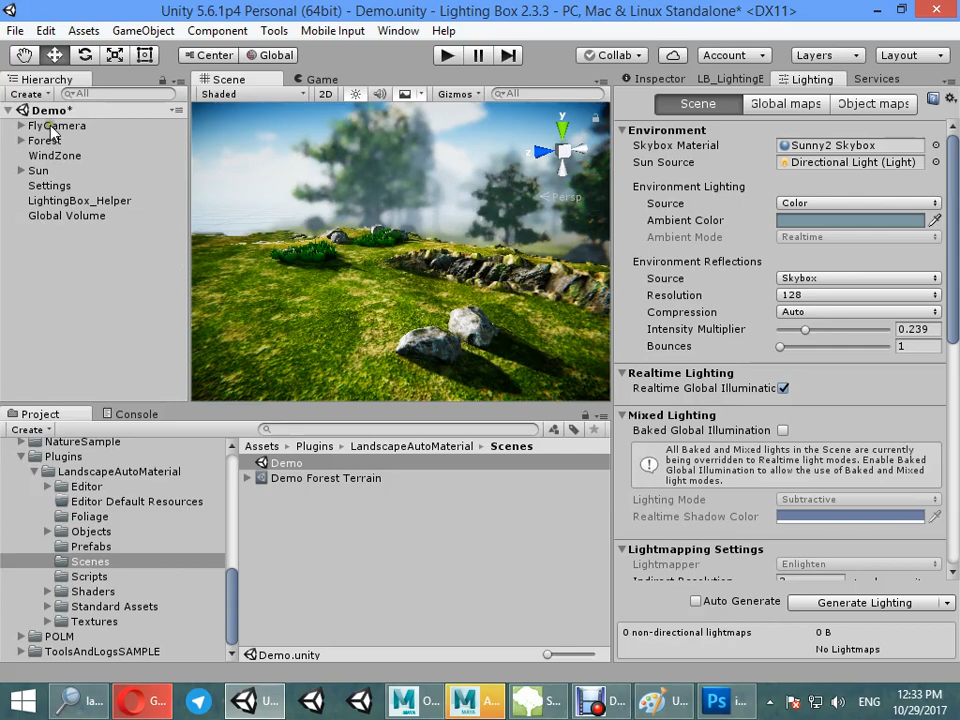 Unity 5.6.1p4 Personal (64bit) - Demo.unity - Lighting Box 2.3.3 - PC, Mac & Linux Standalone* <DX11>
File Edit Assets GameObject Component Tools Mobile Input Window Help
Center Global Collab Account Layers Layout
Hierarchy
Create All
Demo*
FlyCamera
Forest
WindZone
Sun
Settings
LightingBox_Helper
Global Volume
Scene Game
Shaded 2D Gizmos All
y
z
Persp
Inspector LB_LightingE Lighting Services
Scene Global maps Object maps
Environment
Skybox Material Sunny2 Skybox
Sun Source Directional Light (Light)
Environment Lighting
Source Color
Ambient Color
Ambient Mode Realtime
Environment Reflections
Source Skybox
Resolution 128
Compression Auto
Intensity Multiplier 0.239
Bounces 1
Realtime Lighting
Realtime Global Illuminatic
Mixed Lighting
Baked Global Illumination
All Baked and Mixed lights in the Scene are currently
being overridden to Realtime light modes. Enable Baked
Global Illumination to allow the use of Baked and Mixed
light modes.
Lighting Mode Subtractive
Realtime Shadow Color
Lightmapping Settings
Lightmapper Enlighten
Auto Generate Generate Lighting
0 non-directional lightmaps 0 B
No Lightmaps
Project Console
Create
NatureSample
Plugins
LandscapeAutoMaterial
Editor
Editor Default Resources
Foliage
Objects
Prefabs
Scenes
Scripts
Shaders
Standard Assets
Textures
POLM
ToolsAndLogsSAMPLE
Assets Plugins LandscapeAutoMaterial Scenes
Demo
Demo Forest Terrain
Demo.unity
la... G... U... O... A... S... D... U... i...
ENG
12:33 PM
10/29/2017